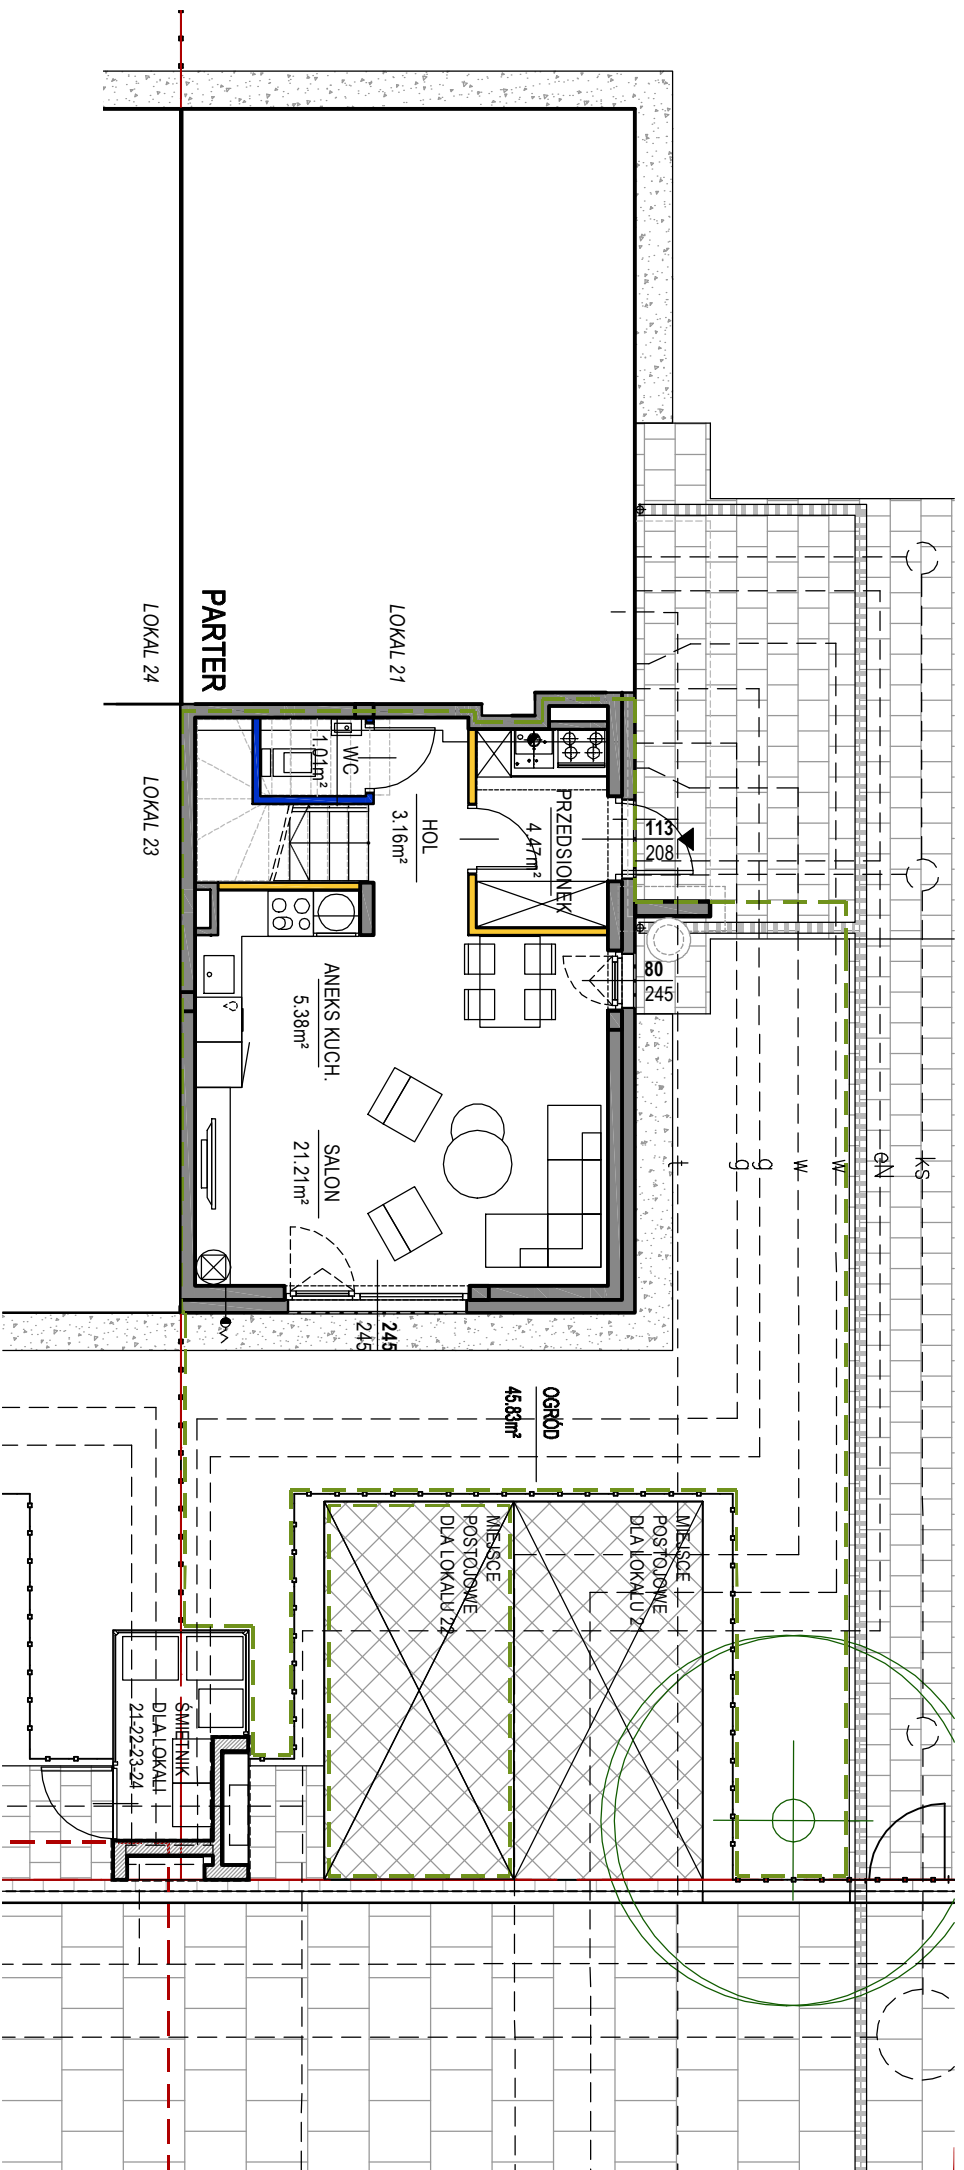 PARTER
LOKAL 24
LOKAL 21
LOKAL 23
WC
1.01m²
HOL
3.16m²
PRZEDSIONEK
4.47m²
113
208
80
245
ANEKS KUCH.
5.38m²
SALON
21.21m²
t
g
g
w
w
eN
ks
245
245
OGRÓD
45.83m²
MIEJSCE
POSTOJOWE
DLA LOKALU 22
MIEJSCE
POSTOJOWE
DLA LOKALU
ŚMIETNIK
DLA LOKALI
21-22-23-24